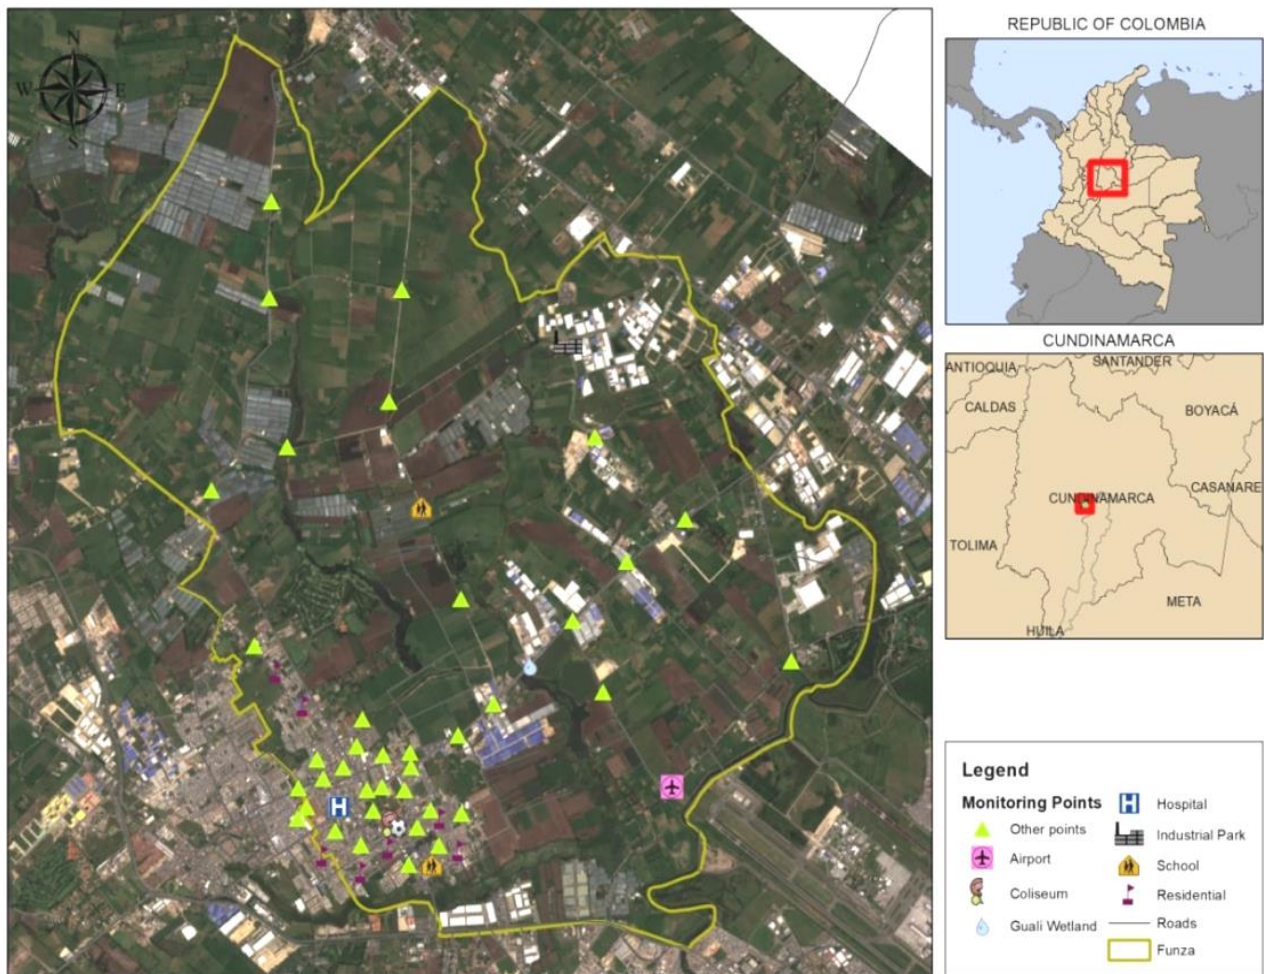 N
W
E
S
H
REPUBLIC OF COLOMBIA
CUNDINAMARCA
ANTIOQUIA
SANTANDER
CALDAS
BOYACÁ
CUNDINAMARCA
CASANARE
TOLIMA
META
HUILA
Legend
Monitoring Points
Other points
Airport
Coliseum
Guali Wetland
H Hospital
Industrial Park
School
Residential
Roads
Funza